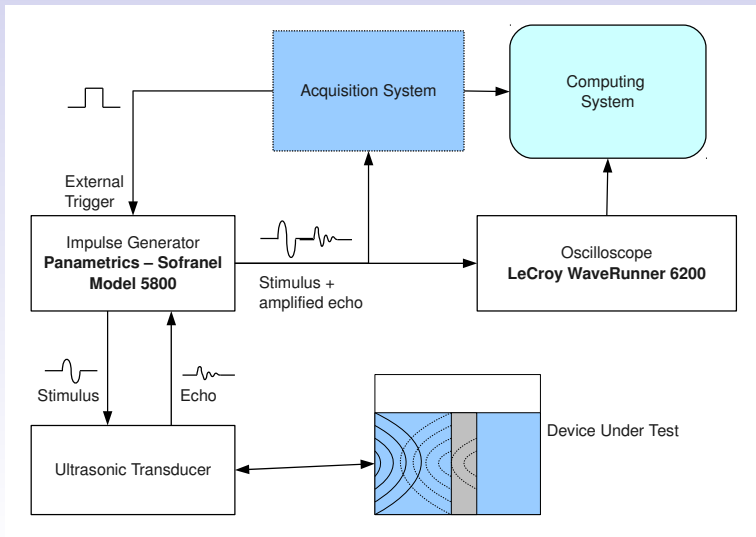 Acquisition System
Computing
System
External
Trigger
Impulse Generator
Panametrics – Sofranel
Model 5800
Stimulus +
amplified echo
Oscilloscope
LeCroy WaveRunner 6200
Stimulus
Echo
Ultrasonic Transducer
Device Under Test